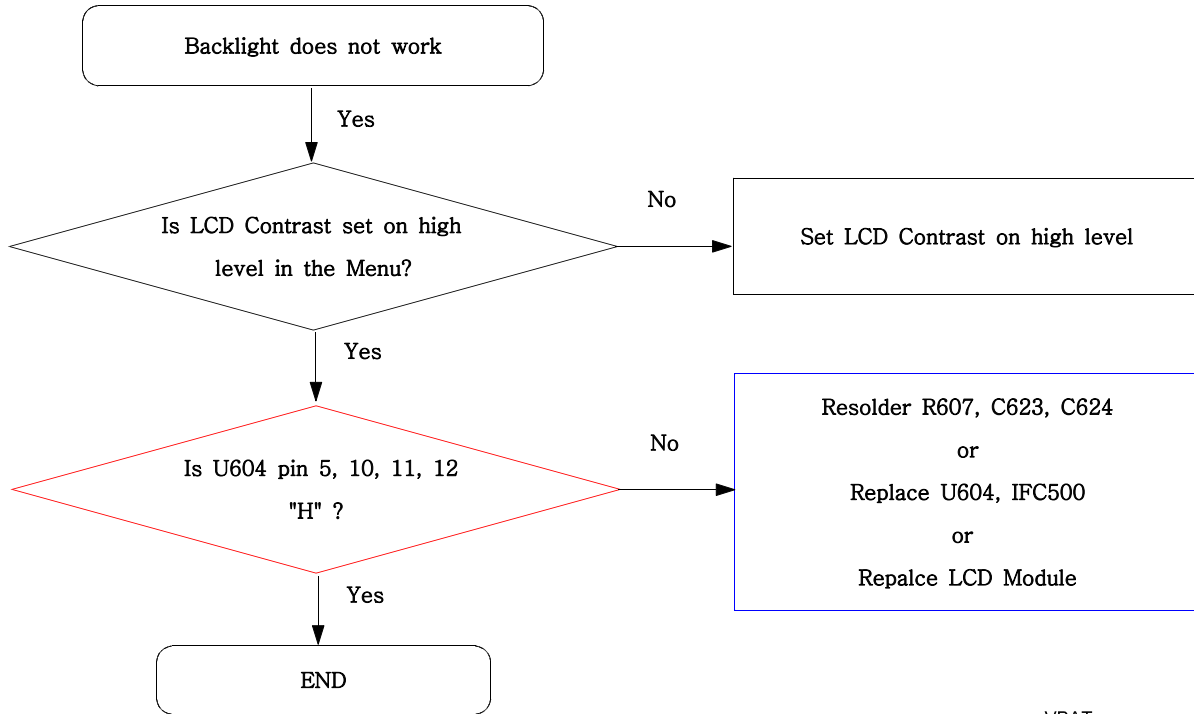 Backlight does not work
Yes
Is LCD Contrast set on high
level in the Menu?
No
Set LCD Contrast on high level
Yes
Is U604 pin 5, 10, 11, 12
"H" ?
No
Resolder R607, C623, C624
or
Replace U604, IFC500
or
Repalce LCD Module
Yes
END